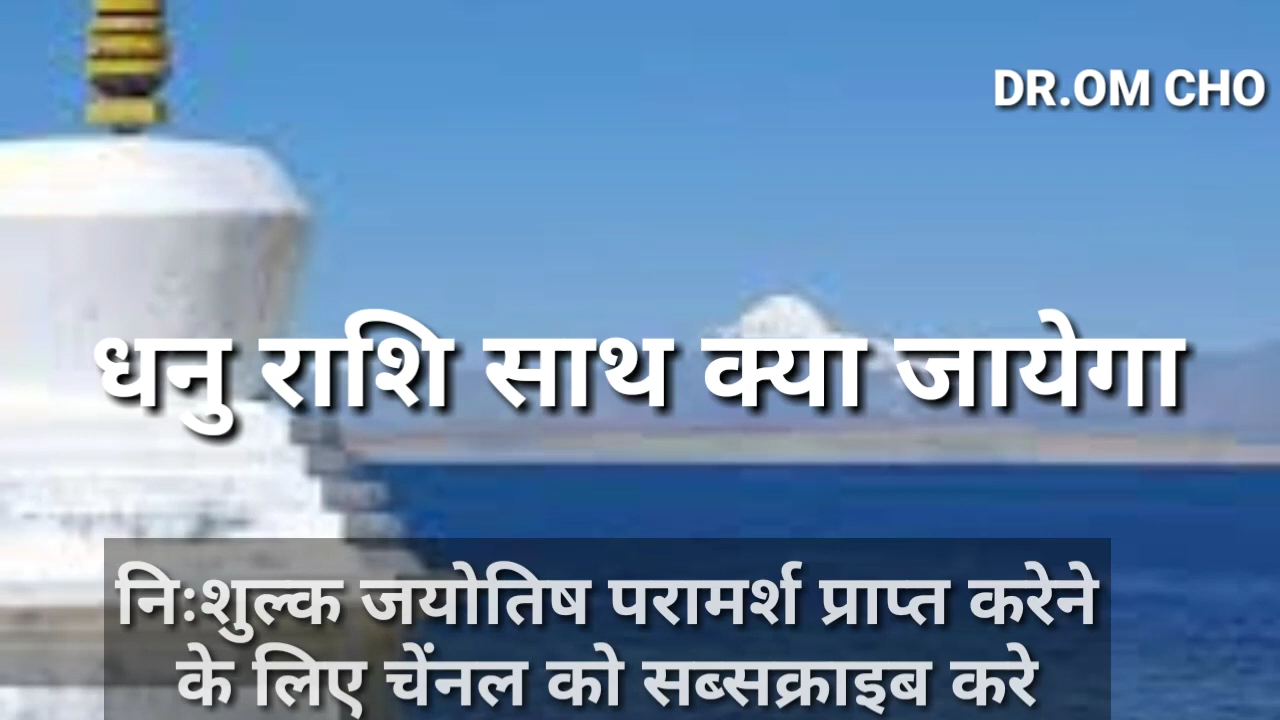 DR.OM CHO
धनु राशि साथ क्या जायेगा
निःशुल्क जयोतिष परामर्श प्राप्त करेने
के लिए चेंनल को सब्सक्राइब करे